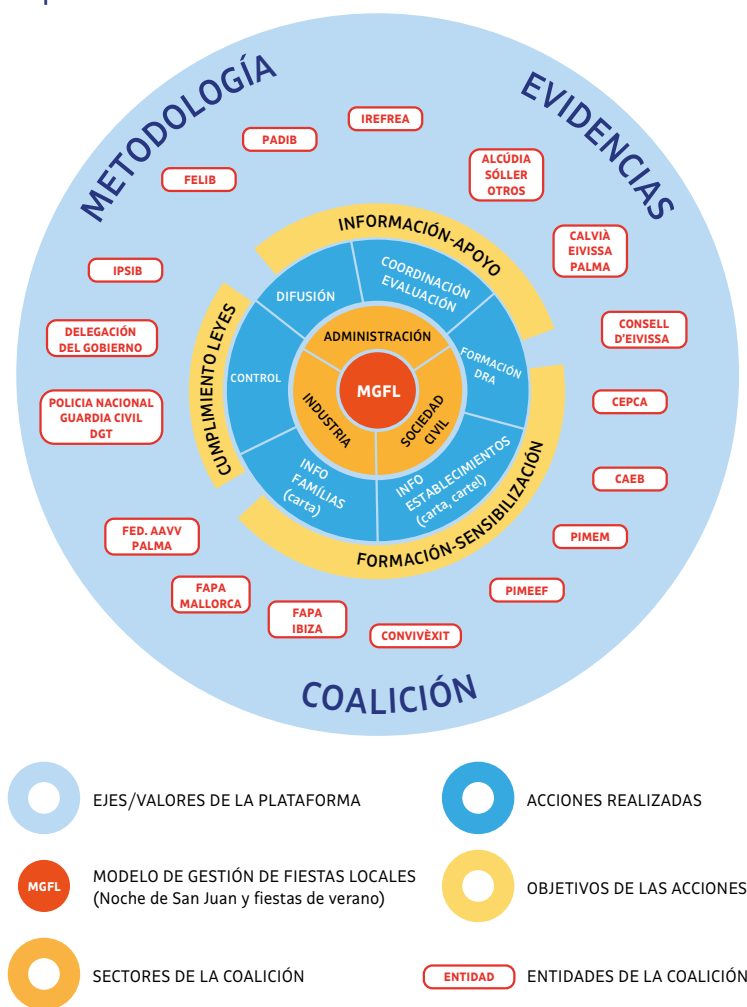 METODOLOGÍA
EVIDENCIAS
IREFREA
PADIB
FELIB
ALCÚDIA
SÓLLER
OTROS
CALVIÀ
EIVISSA
PALMA
IPSIB
CONSELL
D'EIVISSA
DELEGACIÓN
DEL GOBIERNO
CEPCA
POLICIA NACIONAL
GUARDIA CIVIL
DGT
CAEB
PIMEM
FED. AAVV
PALMA
PIMEEF
FAPA
MALLORCA
FAPA
IBIZA
CONVIVÈXIT
INFORMACIÓN-APOYO
CUMPLIMIENTO LEYES
FORMACIÓN-SENSIBILIZACIÓN
DIFUSIÓN
COORDINACIÓN
EVALUACIÓN
CONTROL
FORMACIÓN
DRA
INFO
FAMÍLIAS
(carta)
INFO
ESTABLECIMIENTOS
(carta, cartel)
ADMINISTRACIÓN
INDUSTRIA
SOCIEDAD
CIVIL
MGFL
COALICIÓN
EJES/VALORES DE LA PLATAFORMA
ACCIONES REALIZADAS
MGFL
MODELO DE GESTIÓN DE FIESTAS LOCALES
(Noche de San Juan y fiestas de verano)
OBJETIVOS DE LAS ACCIONES
SECTORES DE LA COALICIÓN
ENTIDAD
ENTIDADES DE LA COALICIÓN